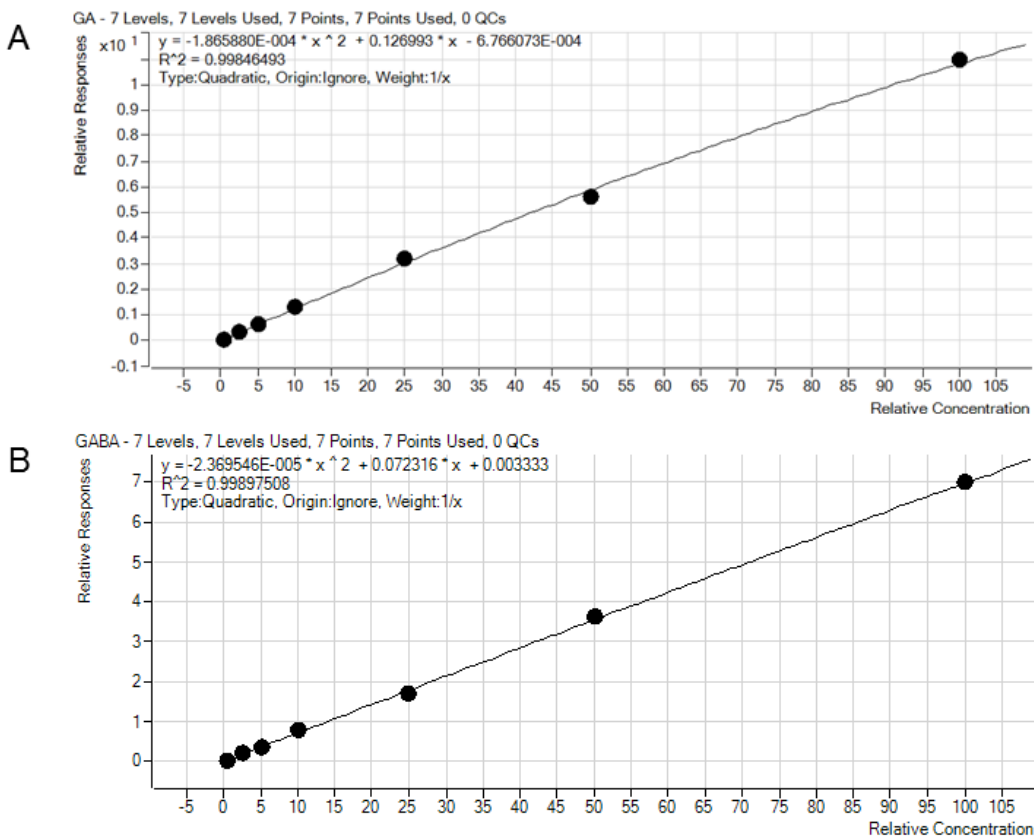 A
GA - 7 Levels, 7 Levels Used, 7 Points, 7 Points Used, 0 QCs
Relative Responses
x10 1
y = -1.865880E-004 * x ^ 2 + 0.126993 * x - 6.766073E-004
R^2 = 0.99846493
Type:Quadratic, Origin:Ignore, Weight:1/x
1
0.9
0.8
0.7
0.6
0.5
0.4
0.3
0.2
0.1
0
-0.1
-5 0 5 10 15 20 25 30 35 40 45 50 55 60 65 70 75 80 85 90 95 100 105
Relative Concentration
B
GABA - 7 Levels, 7 Levels Used, 7 Points, 7 Points Used, 0 QCs
Relative Responses
y = -2.369546E-005 * x ^ 2 + 0.072316 * x + 0.003333
R^2 = 0.99897508
Type:Quadratic, Origin:Ignore, Weight:1/x
7
6
5
4
3
2
1
0
-5 0 5 10 15 20 25 30 35 40 45 50 55 60 65 70 75 80 85 90 95 100 105
Relative Concentration